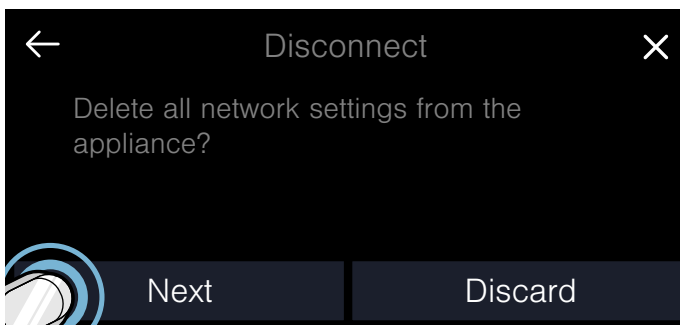 Disconnect
Delete all network settings from the
appliance?
Next
Discard